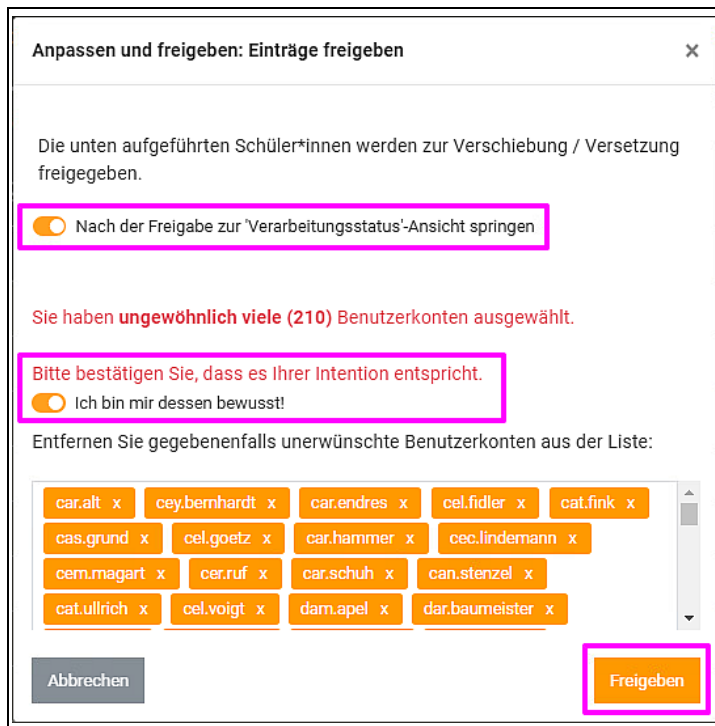 Anpassen und freigeben: Einträge freigeben ×
Die unten aufgeführten Schüler*innen werden zur Verschiebung / Versetzung
freigegeben.
Nach der Freigabe zur 'Verarbeitungsstatus'-Ansicht springen
Sie haben ungewöhnlich viele (210) Benutzerkonten ausgewählt.
Bitte bestätigen Sie, dass es Ihrer Intention entspricht.
Ich bin mir dessen bewusst!
Entfernen Sie gegebenenfalls unerwünschte Benutzerkonten aus der Liste:
car.alt x cey.bernhardt x car.endres x cel.fidler x cat.fink x
cas.grund x cel.goetz x car.hammer x cec.lindemann x
cem.magart x cer.ruf x car.schuh x can.stenzel x
cat.ullrich x cel.voigt x dam.apel x dar.baumeister x
Abbrechen Freigeben